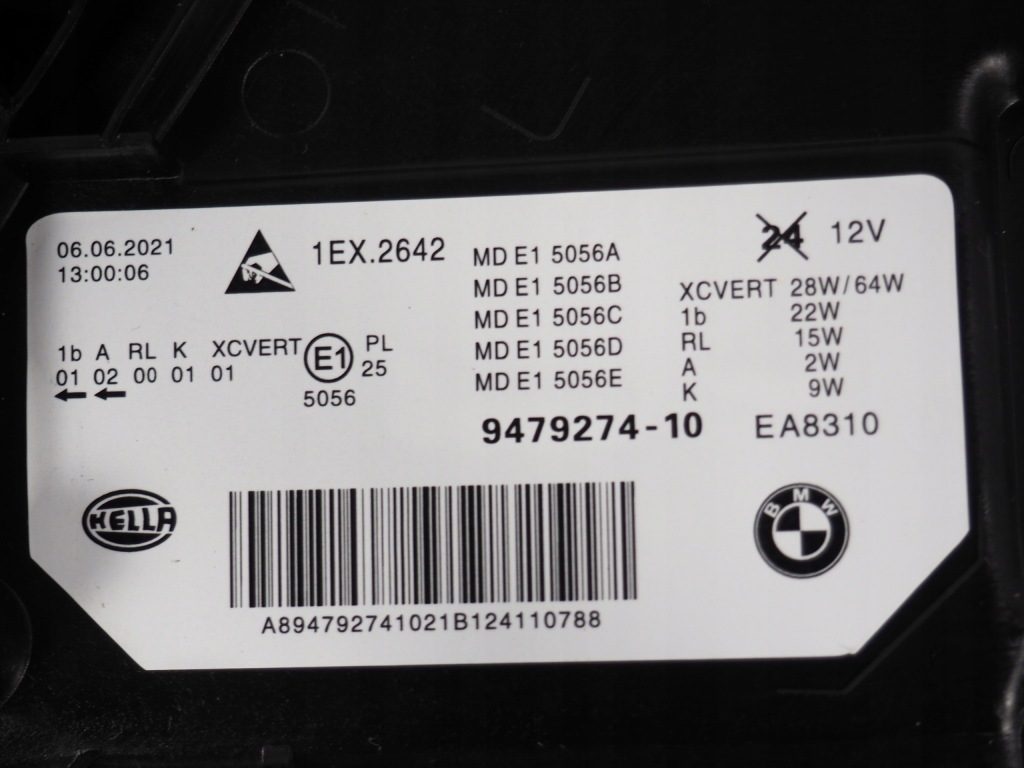 06.06.2021
13:00:06
1EX.2642
MD E1 5056A
MD E1 5056B
MD E1 5056C
MD E1 5056D
MD E1 5056E
24 12V
XCVERT 28W/64W
1b 22W
RL 15W
A 2W
K 9W
1b A RL K XCVERT
01 02 00 01 01
E1
PL
25
5056
9479274-10 EA8310
HELLA
BMW
A894792741021B124110788